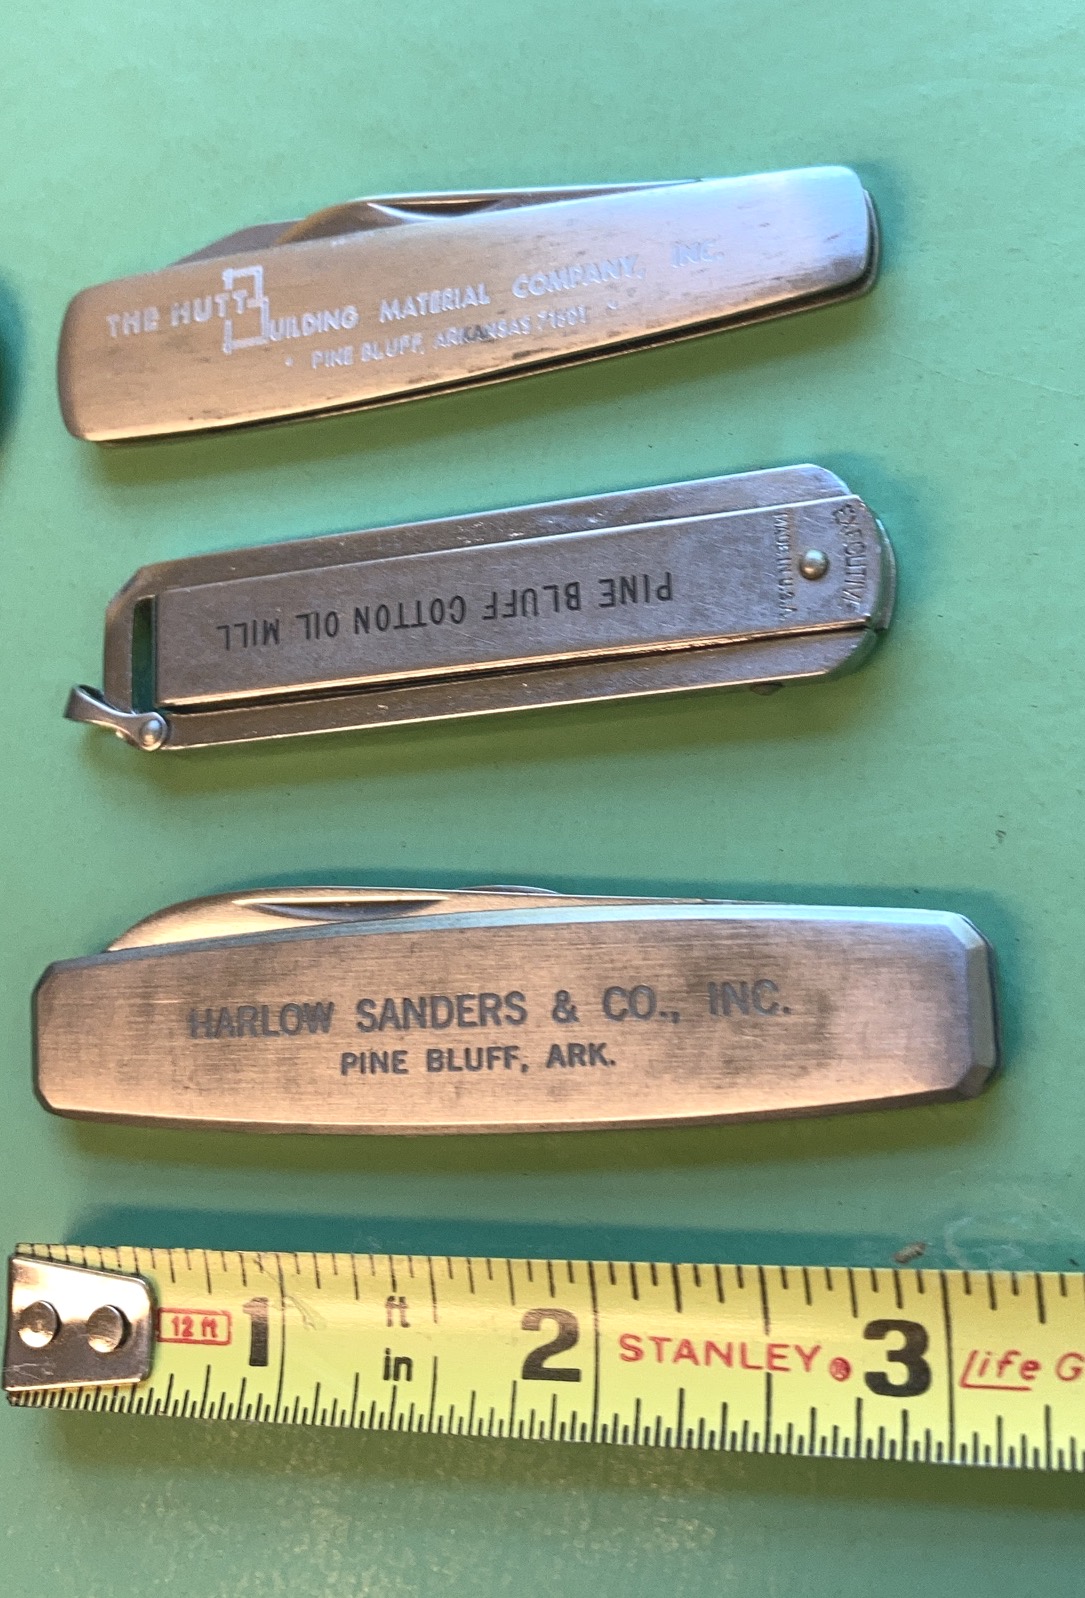 THE HUTT BUILDING MATERIAL COMPANY, INC.
PINE BLUFF, ARKANSAS 71601
EXECUTIVE
MADE IN U.S.A.
PINE BLUFF COTTON OIL MILL
HARLOW SANDERS & CO., INC.
PINE BLUFF, ARK.
12 ft 1 ft 2 STANLEY® 3 Life G
in